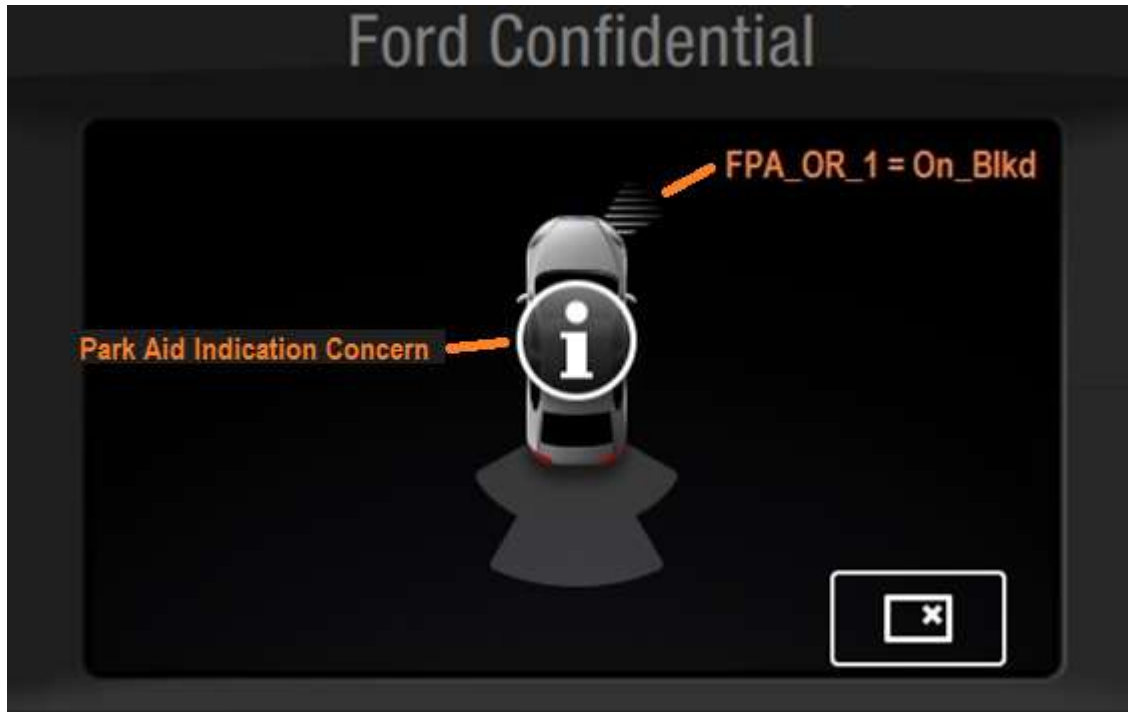 Ford Confidential
FPA_OR_1 = On_Blkd
Park Aid Indication Concern
i